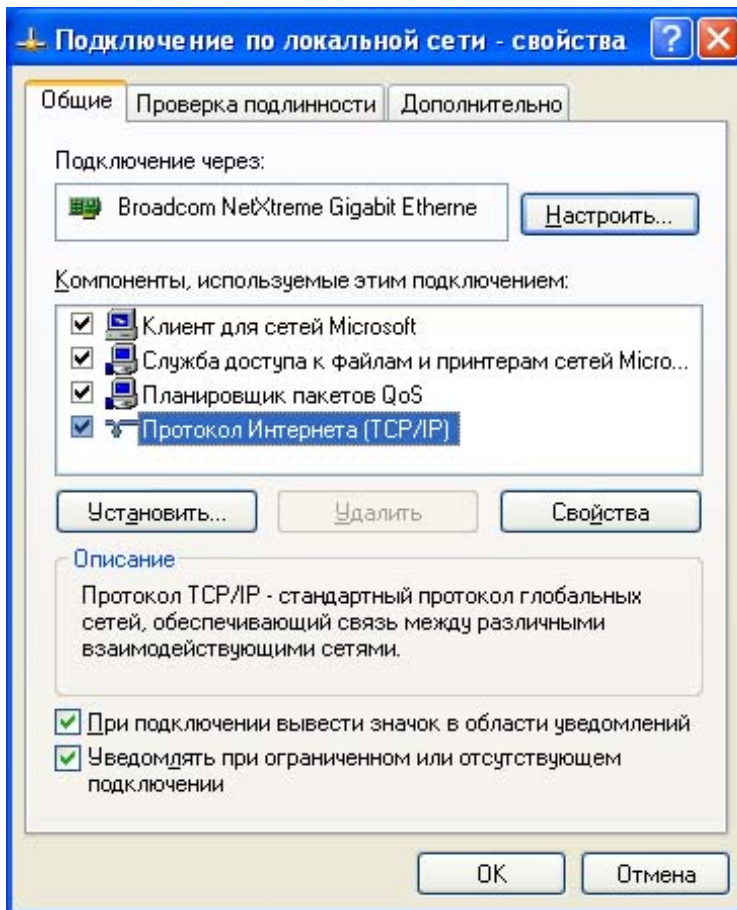 Подключение по локальной сети - свойства
Общие Проверка подлинности Дополнительно
Подключение через:
Broadcom NetXtreme Gigabit Etherne
Настроить...
Компоненты, используемые этим подключением:
Клиент для сетей Microsoft
Служба доступа к файлам и принтерам сетей Micro...
Планировщик пакетов QoS
Протокол Интернета (TCP/IP)
Установить... Удалить Свойства
Описание
Протокол TCP/IP - стандартный протокол глобальных
сетей, обеспечивающий связь между различными
взаимодействующими сетями.
При подключении вывести значок в области уведомлений
Уведомлять при ограниченном или отсутствующем
подключении
OK Отмена